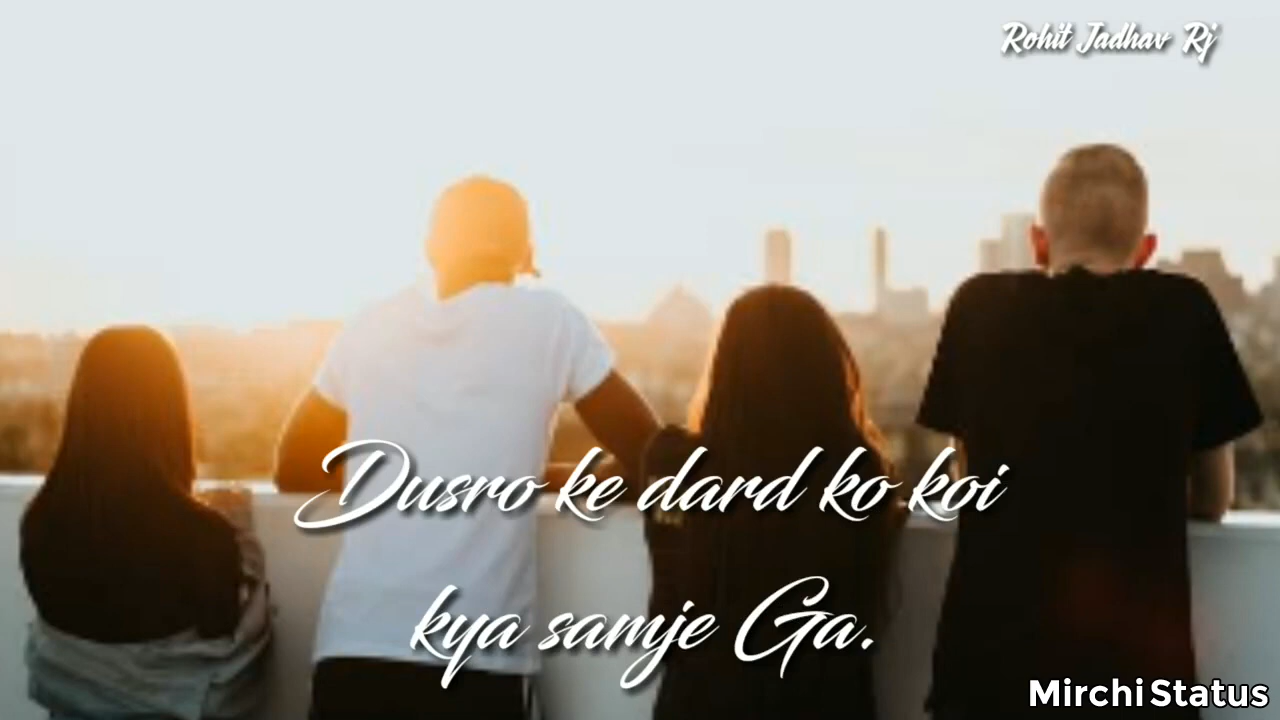 Rohit Jadhav Rj
Dusro ke dard ko koi
kya samje Ga.
Mirchi Status